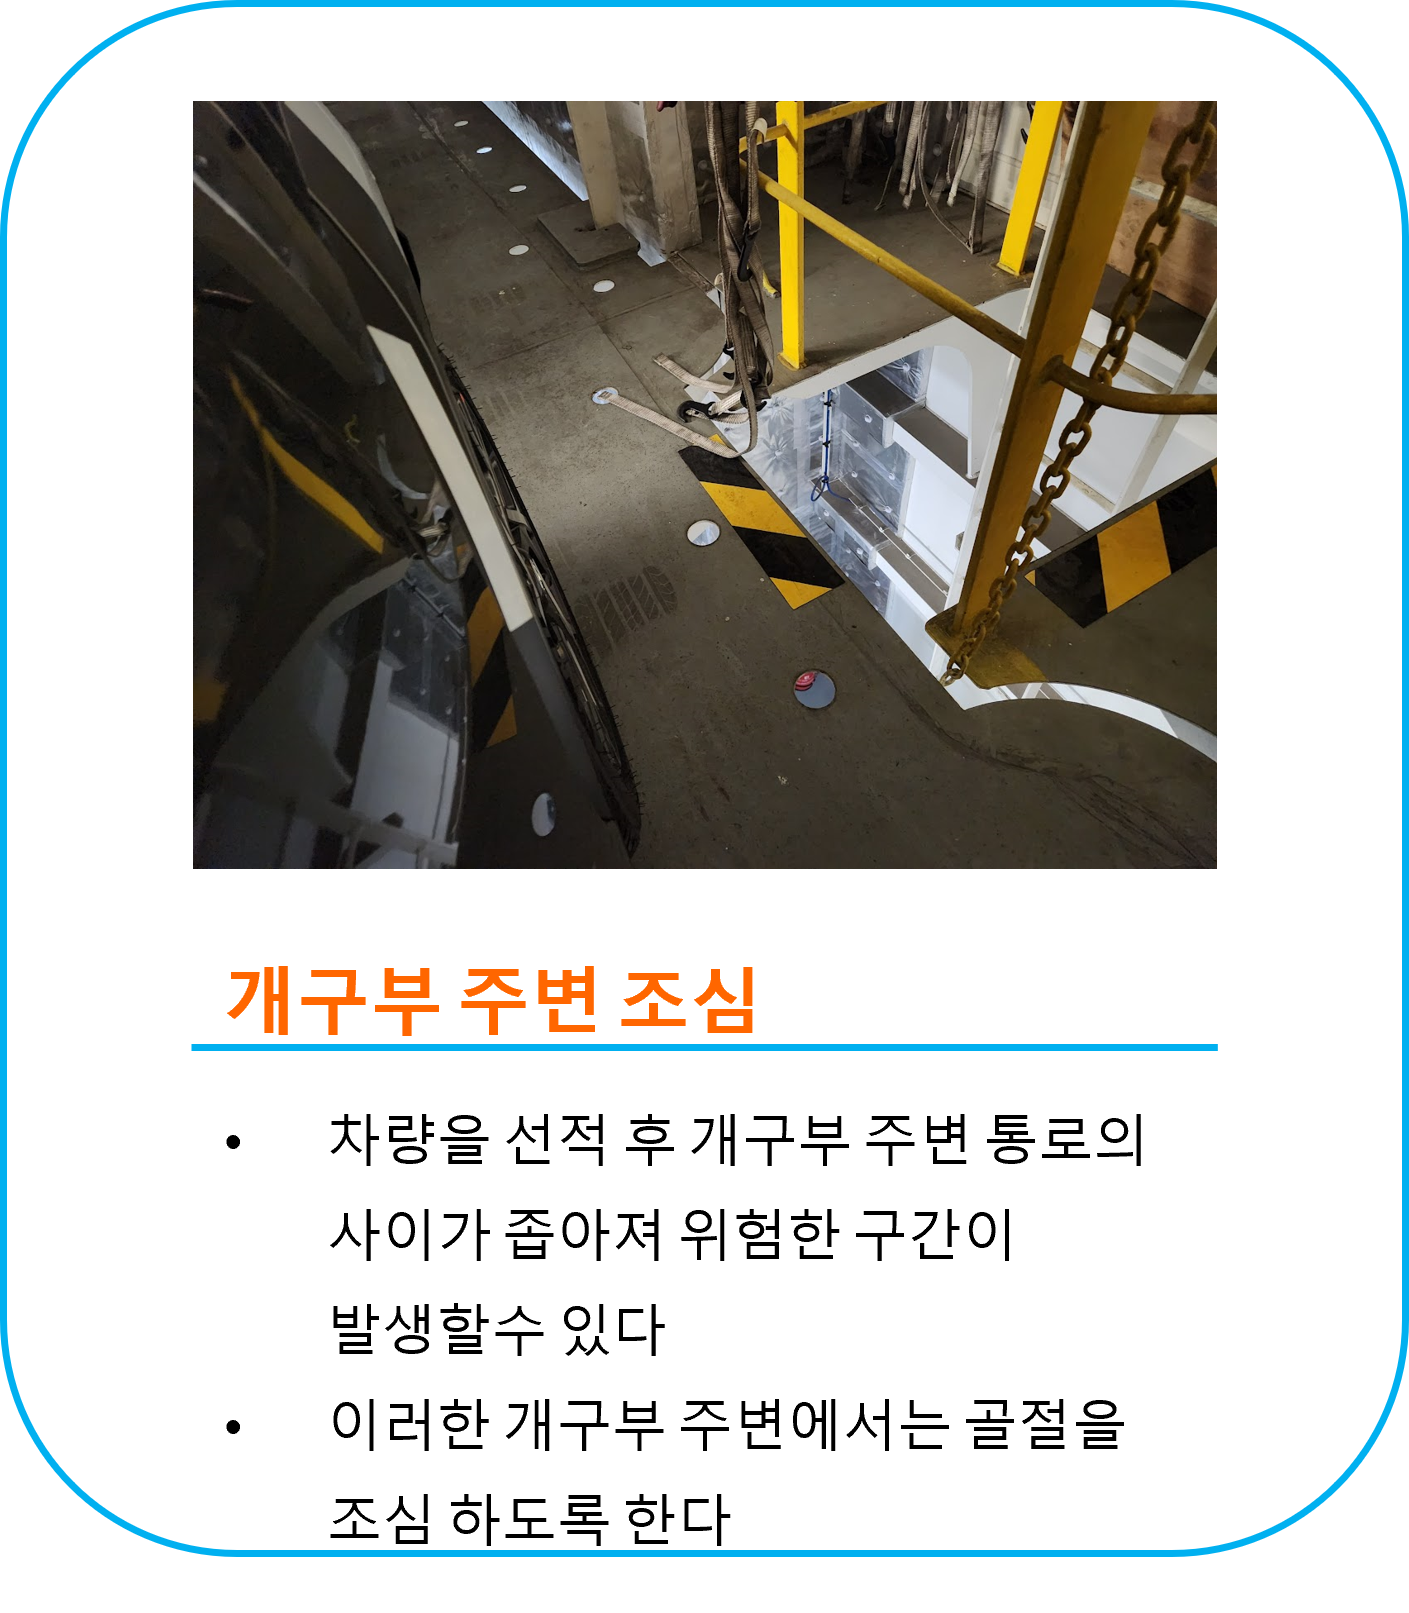 개구부 주변 조심
• 차량을 선적 후 개구부 주변 통로의
사이가 좁아져 위험한 구간이
발생할수 있다
• 이러한 개구부 주변에서는 골절을
조심 하도록 한다